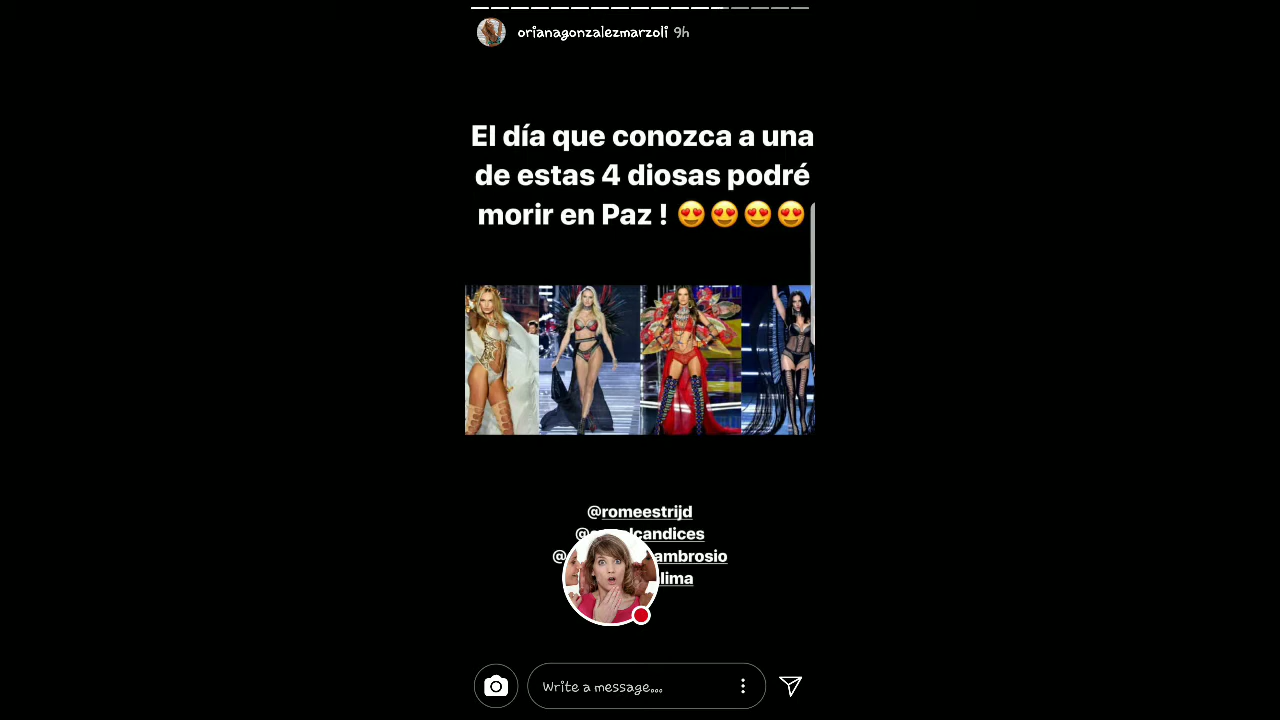 orianagonzalezmarzoli 9h
El día que conozca a una
de estas 4 diosas podré
morir en Paz ! 😍😍😍😍
@romeestrijd
candices
ambrosio
lima
Write a message...